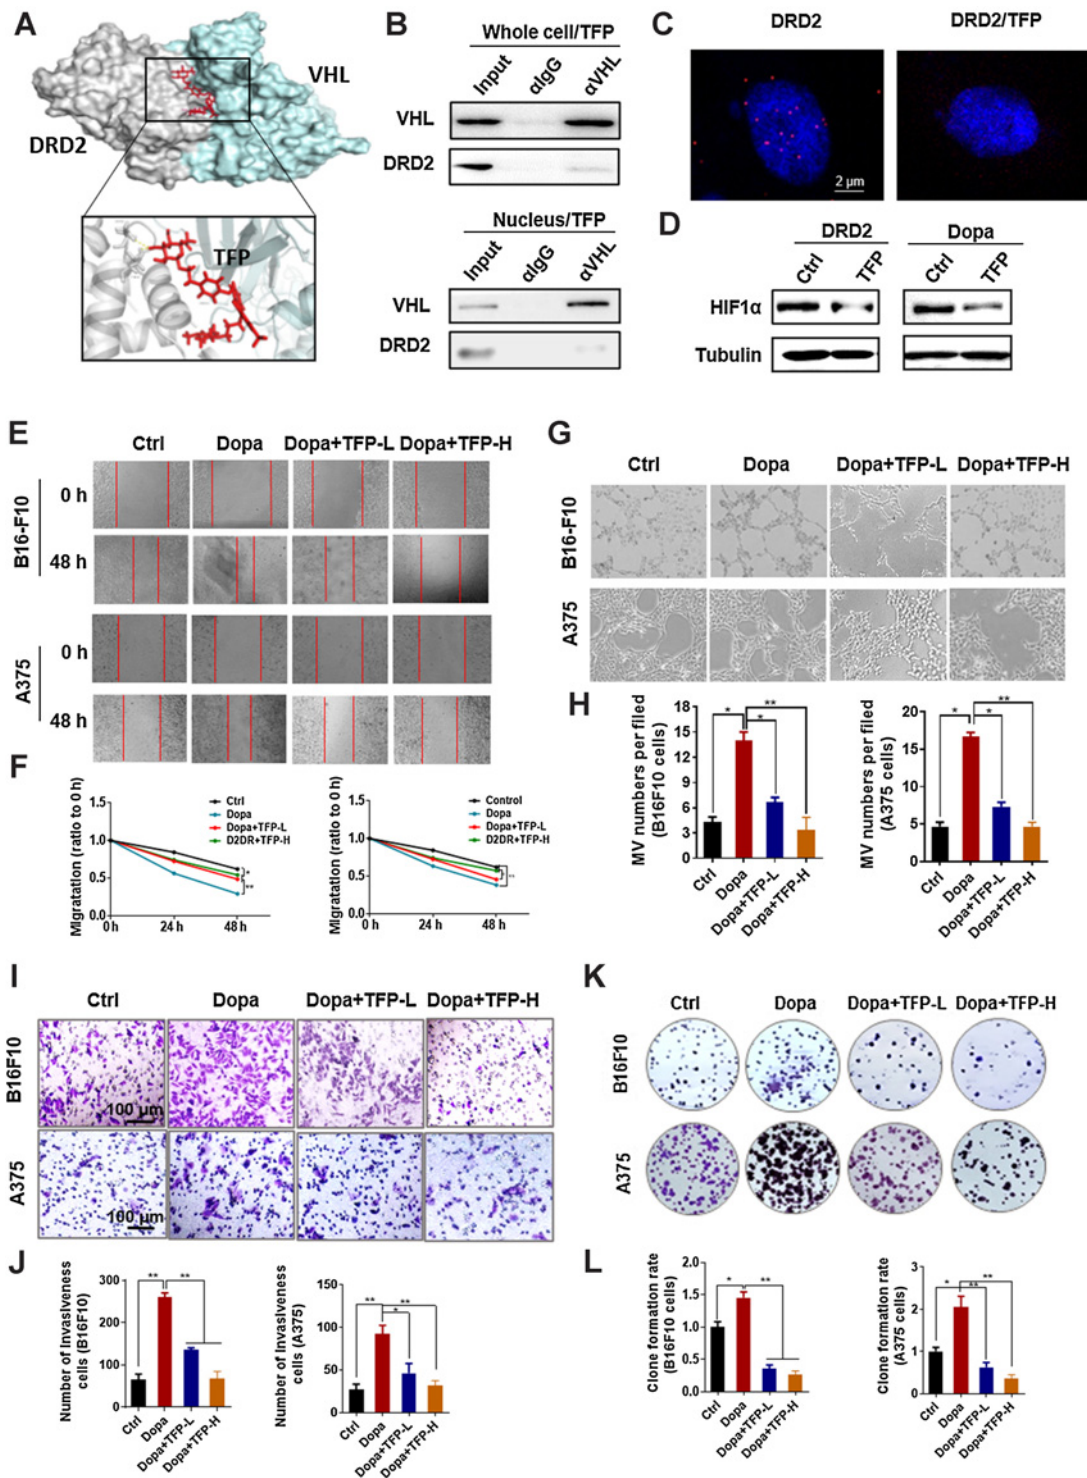 A
VHL
DRD2
TFP
B
Whole cell/TFP
Input
αIgG
αVHL
VHL
DRD2
Nucleus/TFP
Input
αIgG
αVHL
VHL
DRD2
C
DRD2
DRD2/TFP
2 µm
D
DRD2
Dopa
Ctrl
TFP
Ctrl
TFP
HIF1α
Tubulin
E
Ctrl
Dopa
Dopa+TFP-L
Dopa+TFP-H
B16-F10
0 h
48 h
A375
0 h
48 h
F
Migratation (ratio to 0 h)
1.5
1.0
0.5
0.0
0 h
24 h
48 h
Ctrl
Dopa
Dopa+TFP-L
D2DR+TFP-H
*
**
Migratation (ratio to 0 h)
1.5
1.0
0.5
0.0
0 h
24 h
48 h
Control
Dopa
Dopa+TFP-L
D2DR+TFP-H
**
G
Ctrl
Dopa
Dopa+TFP-L
Dopa+TFP-H
B16-F10
A375
H
MV numbers per filed
(B16F10 cells)
18
15
12
9
6
3
0
*
*
**
Ctrl
Dopa
Dopa+TFP-L
Dopa+TFP-H
MV numbers per filed
(A375 cells)
20
15
10
5
0
*
*
**
Ctrl
Dopa
Dopa+TFP-L
Dopa+TFP-H
I
Ctrl
Dopa
Dopa+TFP-L
Dopa+TFP-H
B16F10
100 µm
A375
100 µm
J
Number of Invasiveness
cells (B16F10)
300
200
100
0
**
**
Ctrl
Dopa
Dopa+TFP-L
Dopa+TFP-H
Number of Invasiveness
cells (A375)
100
75
50
25
0
**
*
**
Ctrl
Dopa
Dopa+TFP-L
Dopa+TFP-H
K
Ctrl
Dopa
Dopa+TFP-L
Dopa+TFP-H
B16F10
A375
L
Clone formation rate
(B16F10 cells)
2.0
1.5
1.0
0.5
0.0
*
**
Ctrl
Dopa
Dopa+TFP-L
Dopa+TFP-H
Clone formation rate
(A375 cells)
3
2
1
0
*
**
**
Ctrl
Dopa
Dopa+TFP-L
Dopa+TFP-H